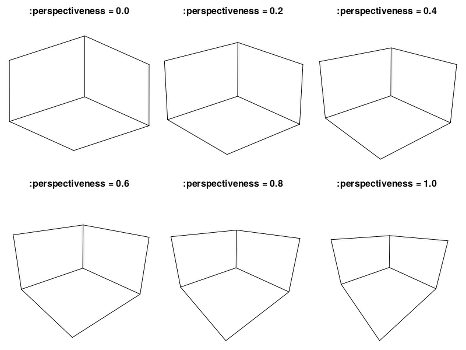 :perspectiveness = 0.0
:perspectiveness = 0.2
:perspectiveness = 0.4
:perspectiveness = 0.6
:perspectiveness = 0.8
:perspectiveness = 1.0